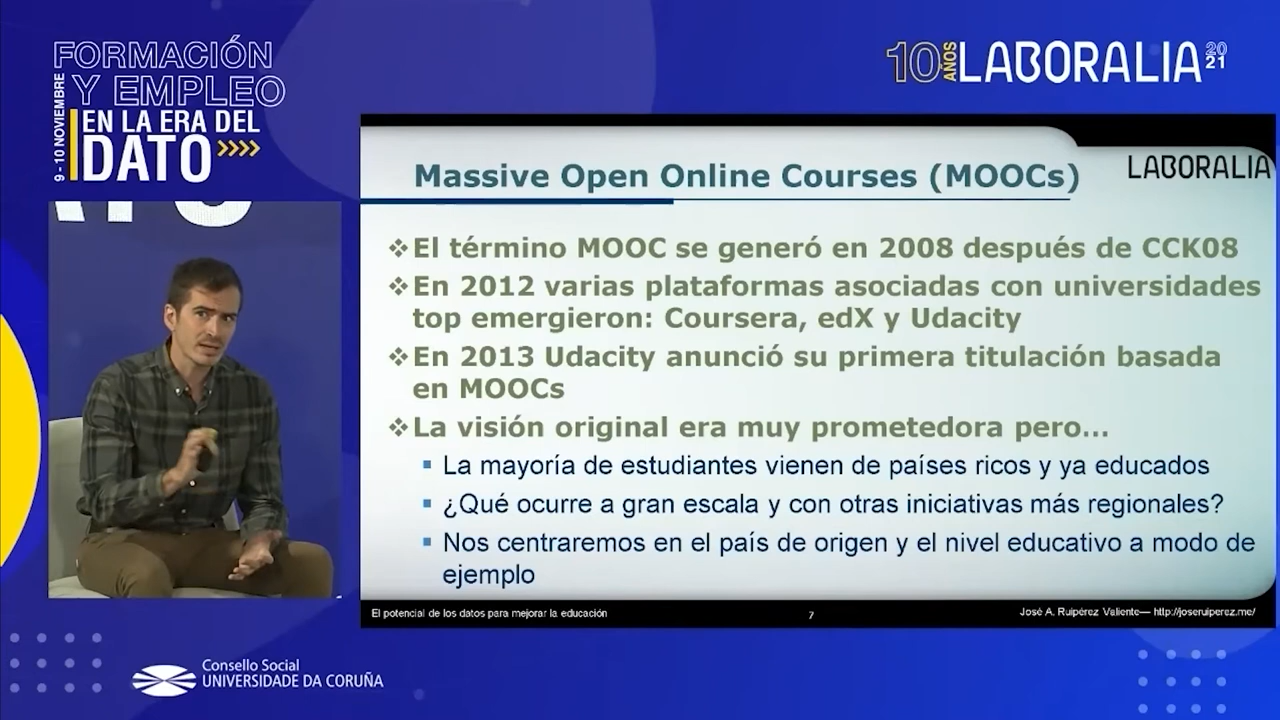 FORMACIÓN
Y EMPLEO
EN LA ERA DEL
DATO
9 - 10 NOVIEMBRE
10 AÑOS LABORALIA 2021
LABORALIA
Massive Open Online Courses (MOOCs)
❖El término MOOC se generó en 2008 después de CCK08
❖En 2012 varias plataformas asociadas con universidades
top emergieron: Coursera, edX y Udacity
❖En 2013 Udacity anunció su primera titulación basada
en MOOCs
❖La visión original era muy prometedora pero...
▪ La mayoría de estudiantes vienen de países ricos y ya educados
▪ ¿Qué ocurre a gran escala y con otras iniciativas más regionales?
▪ Nos centraremos en el país de origen y el nivel educativo a modo de
ejemplo
El potencial de los datos para mejorar la educación
7
José A. Ruipérez Valiente— http://joseruiperez.me/
Consello Social
UNIVERSIDADE DA CORUÑA